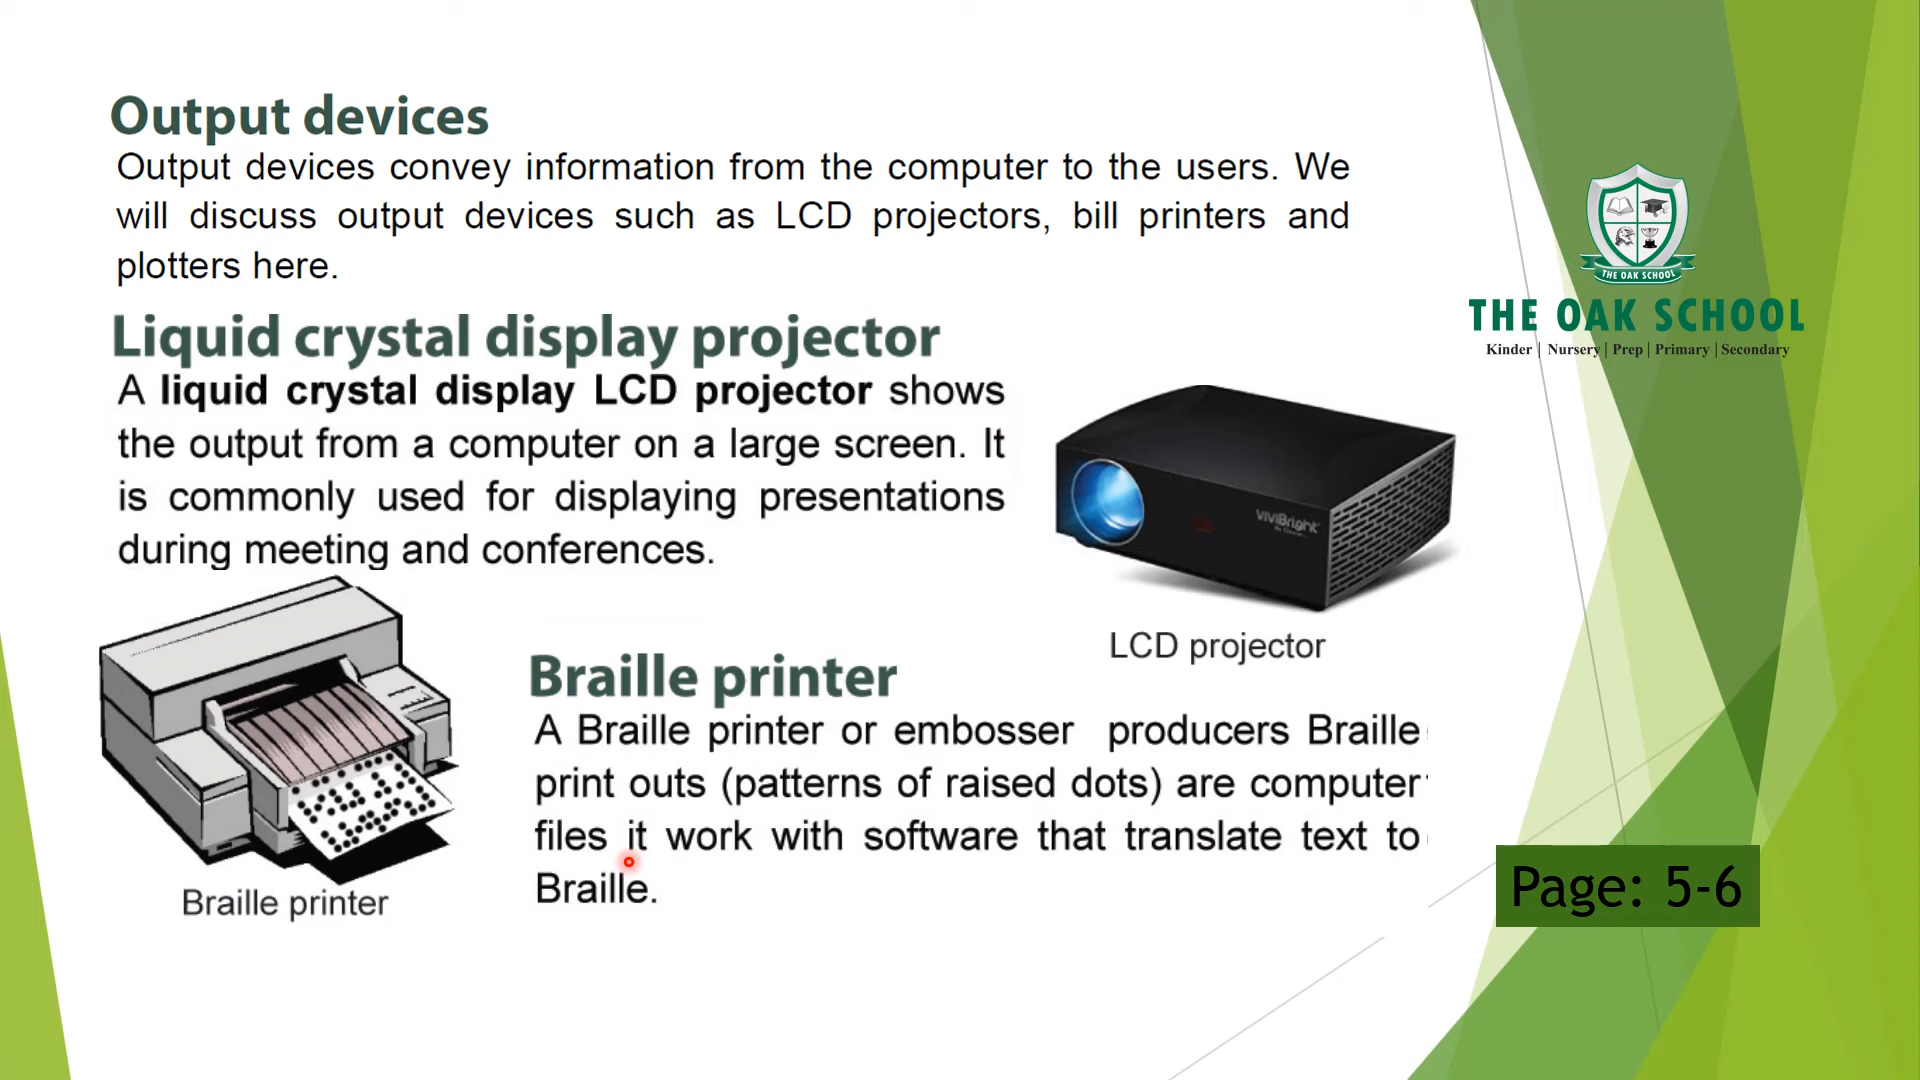 Output devices
Output devices convey information from the computer to the users. We
will discuss output devices such as LCD projectors, bill printers and
plotters here.
Liquid crystal display projector
A liquid crystal display LCD projector shows
the output from a computer on a large screen. It
is commonly used for displaying presentations
during meeting and conferences.
ViViBright
LCD projector
Braille printer
A Braille printer or embosser producers Braille
print outs (patterns of raised dots) are computer
files it work with software that translate text to
Braille.
Braille printer
THE OAK SCHOOL
THE OAK SCHOOL
Kinder | Nursery | Prep | Primary | Secondary
Page: 5-6